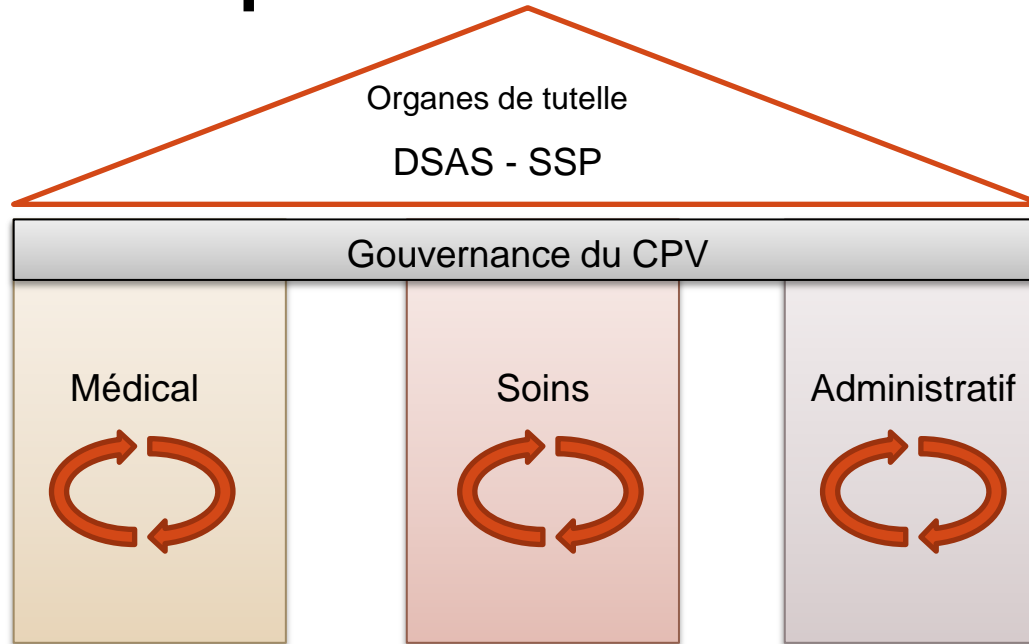 Organes de tutelle
DSAS - SSP
Gouvernance du CPV
Médical
Soins
Administratif